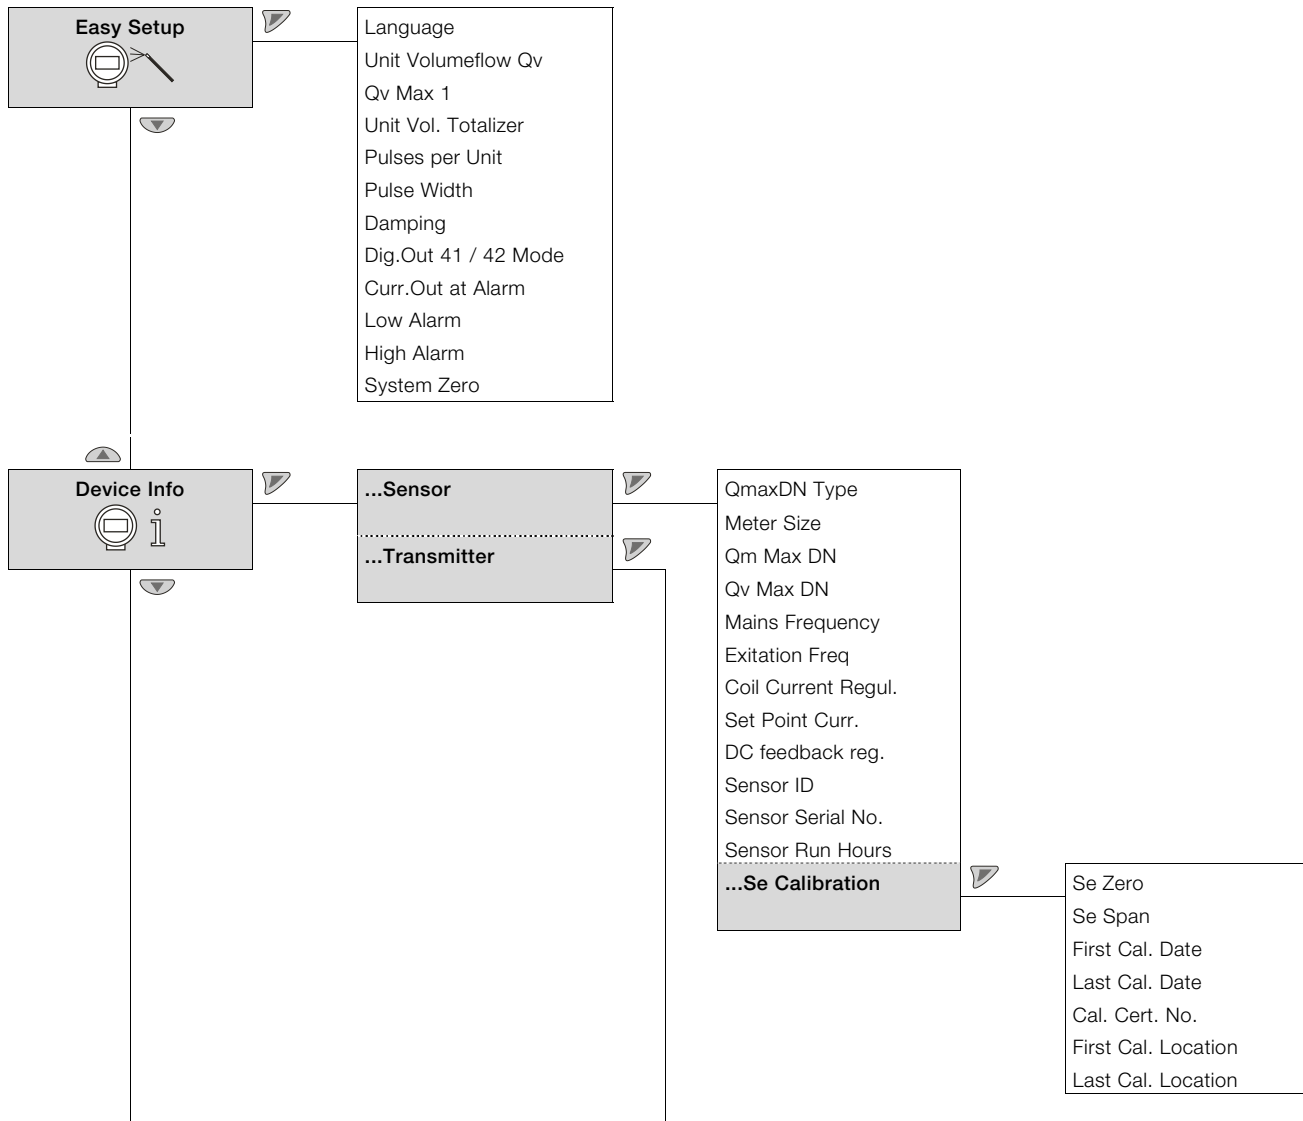 Easy Setup
Language
Unit Volumeflow Qv
Qv Max 1
Unit Vol. Totalizer
Pulses per Unit
Pulse Width
Damping
Dig.Out 41 / 42 Mode
Curr.Out at Alarm
Low Alarm
High Alarm
System Zero
Device Info
i
...Sensor
...Transmitter
QmaxDN Type
Meter Size
Qm Max DN
Qv Max DN
Mains Frequency
Exitation Freq
Coil Current Regul.
Set Point Curr.
DC feedback reg.
Sensor ID
Sensor Serial No.
Sensor Run Hours
...Se Calibration
Se Zero
Se Span
First Cal. Date
Last Cal. Date
Cal. Cert. No.
First Cal. Location
Last Cal. Location